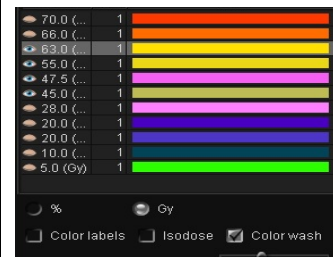 70.0 (... 1
66.0 (... 1
63.0 (... 1
55.0 (... 1
47.5 (... 1
45.0 (... 1
28.0 (... 1
20.0 (... 1
20.0 (... 1
10.0 (... 1
5.0 (Gy) 1
% Gy
Color labels Isodose Color wash